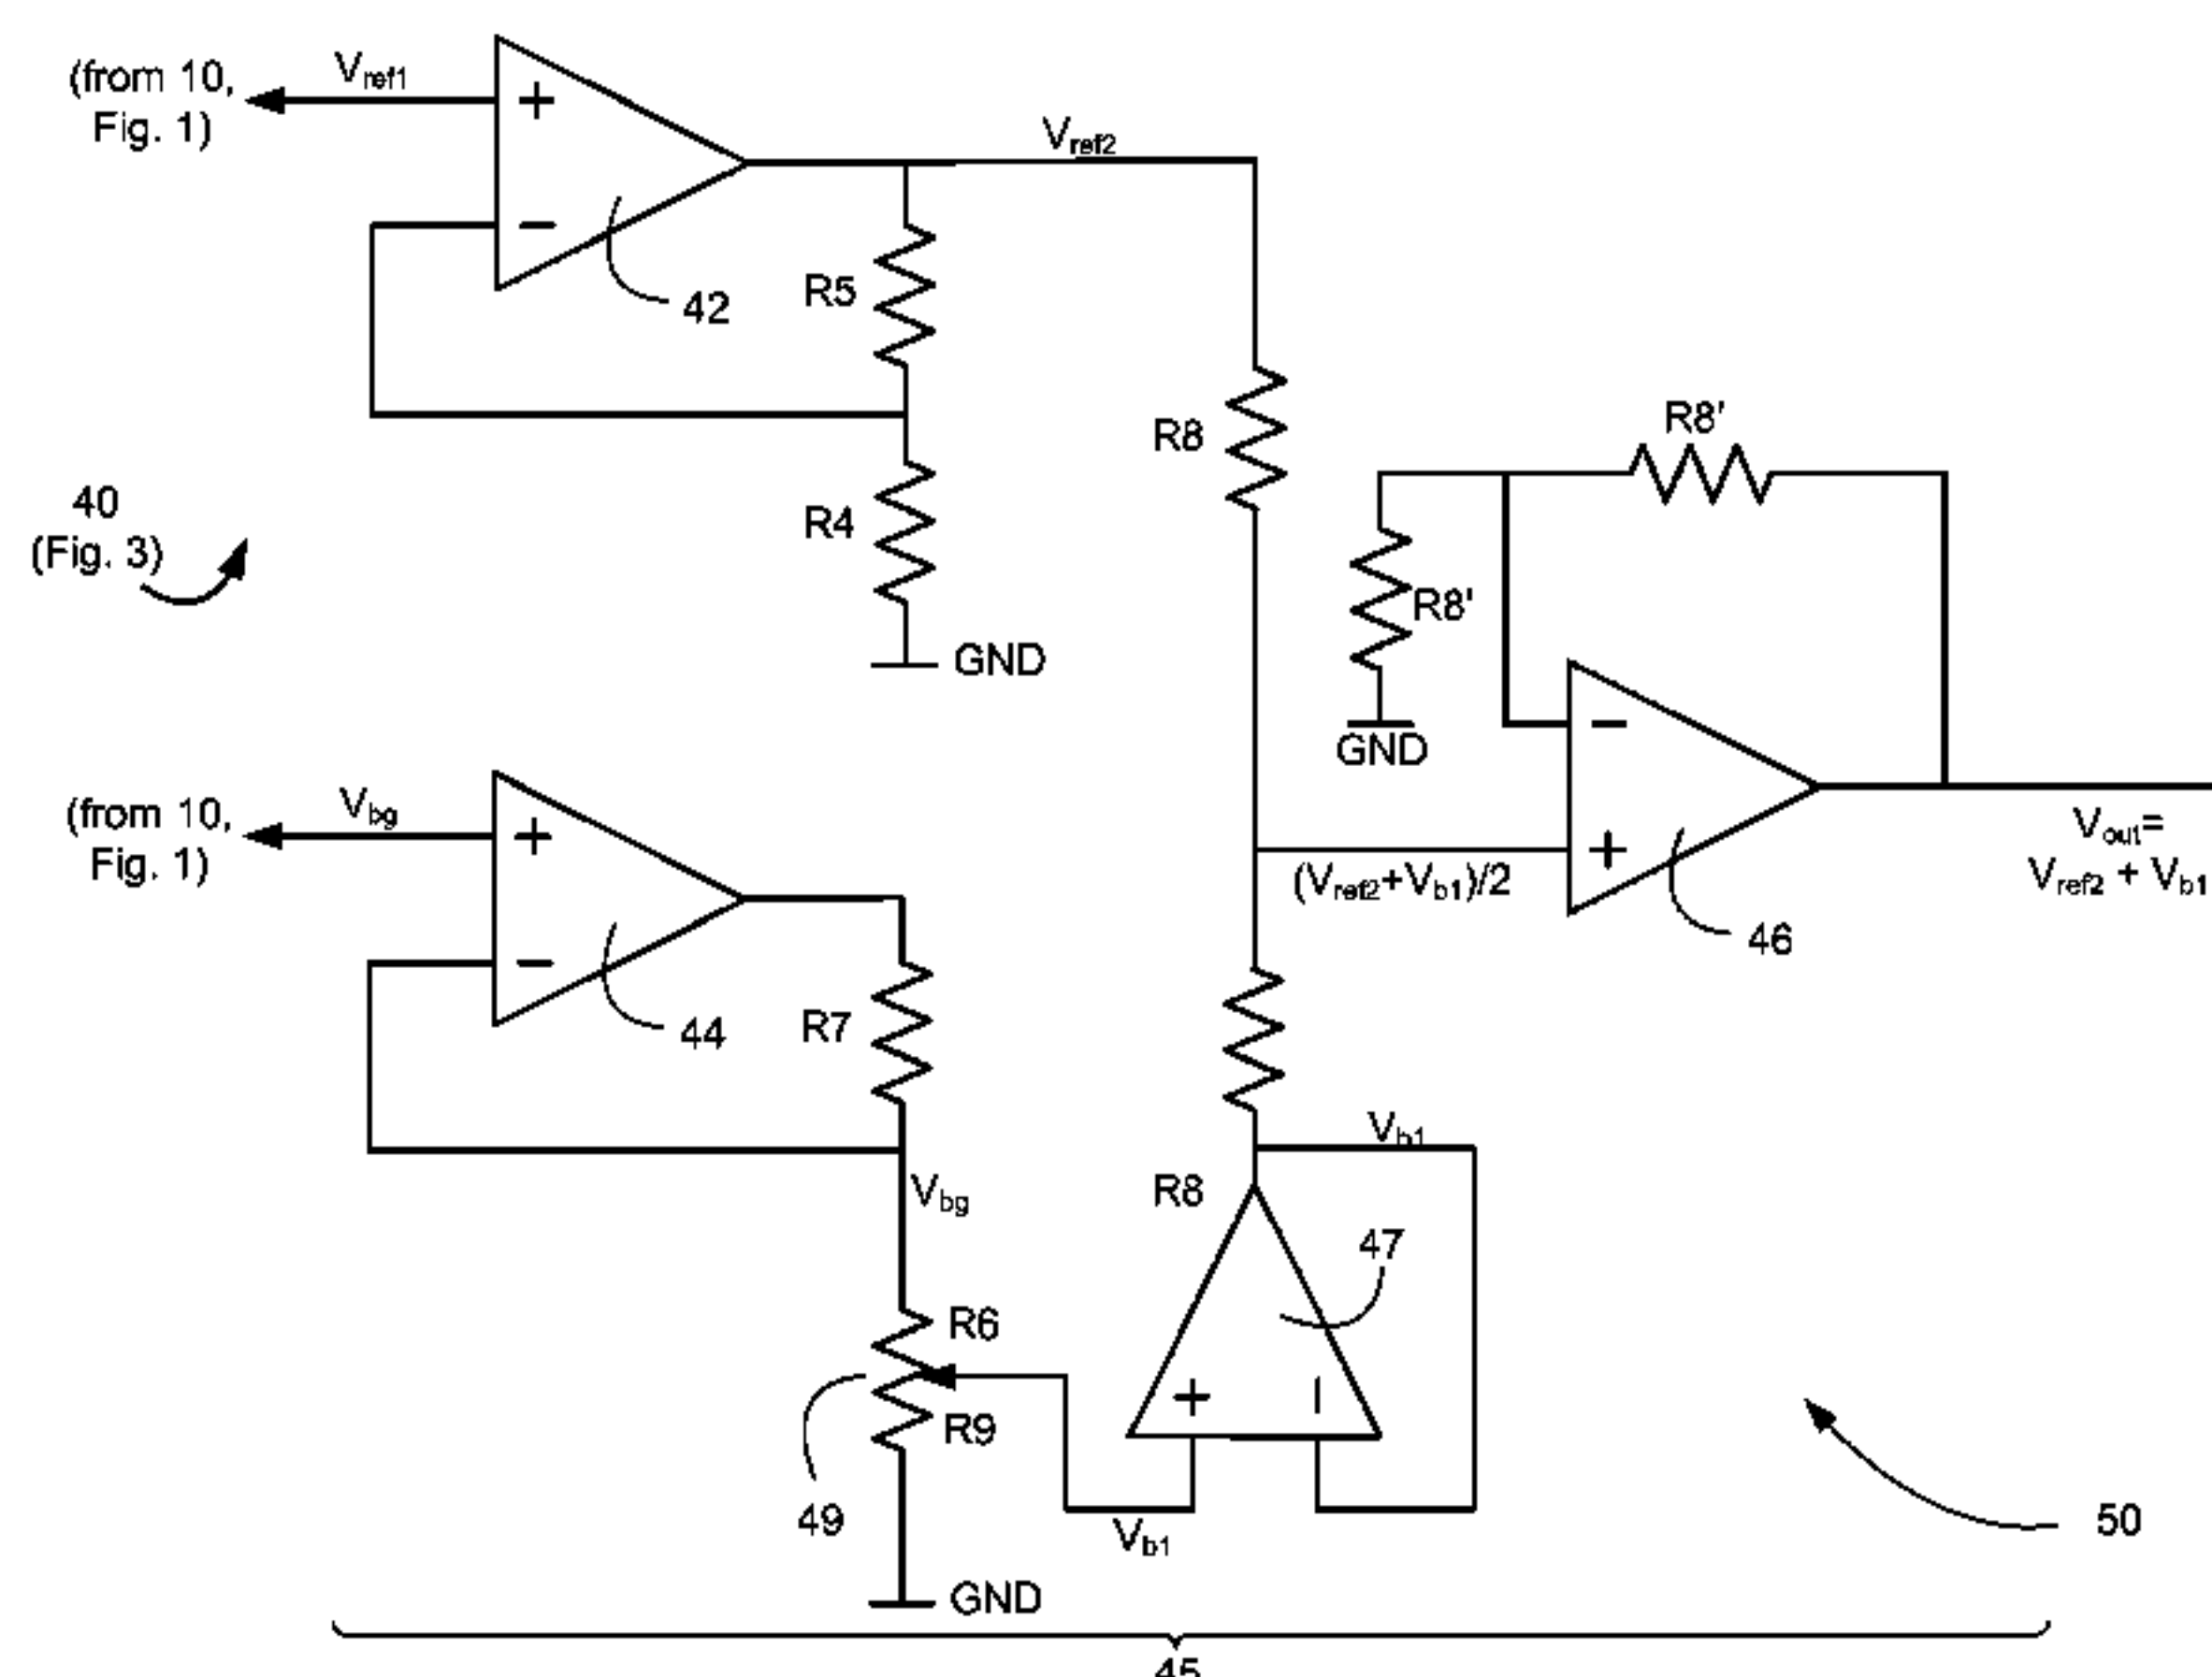 (from 10,
Fig. 1)
Vref1
+
−
42
Vref2
R5
R4
GND
40
(Fig. 3)
R8
R8'
R8'
GND
−
+
46
(Vref2+Vb1)/2
Vout=
Vref2 + Vb1
(from 10,
Fig. 1)
Vbg
+
−
44
R7
Vbg
R6
R9
49
GND
Vb1
R8
47
+
−
Vb1
50
45